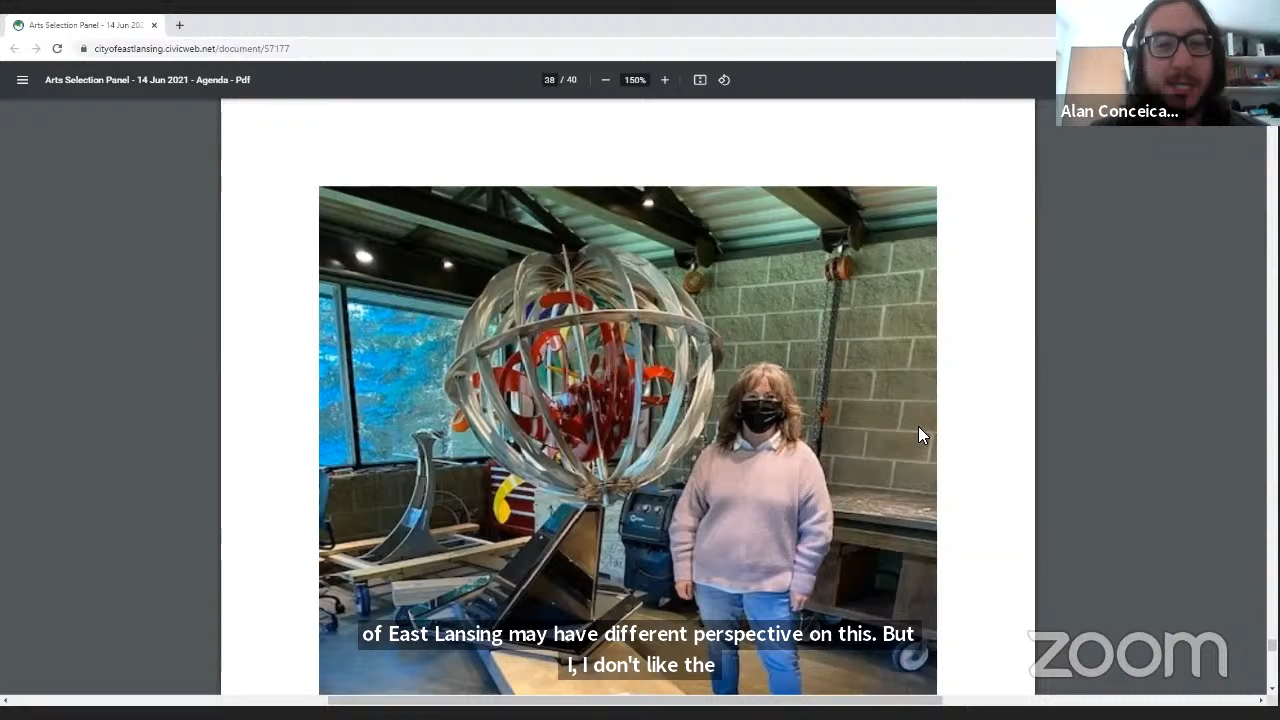 Arts Selection Panel - 14 Jun 202
cityofeastlansing.civicweb.net/document/57177
Arts Selection Panel - 14 Jun 2021 - Agenda - Pdf
38 / 40
150%
Alan Conceica...
of East Lansing may have different perspective on this. But
I, I don't like the
zoom